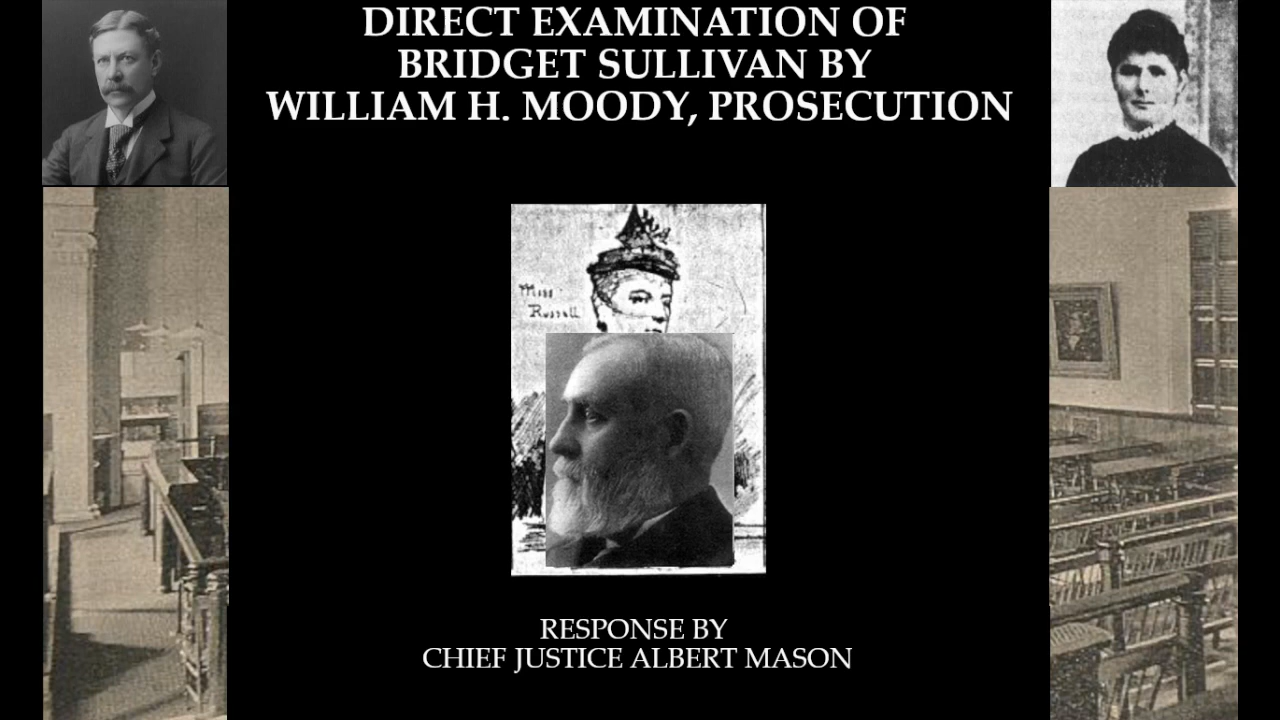 DIRECT EXAMINATION OF
BRIDGET SULLIVAN BY
WILLIAM H. MOODY, PROSECUTION
Miss
Russell
RESPONSE BY
CHIEF JUSTICE ALBERT MASON